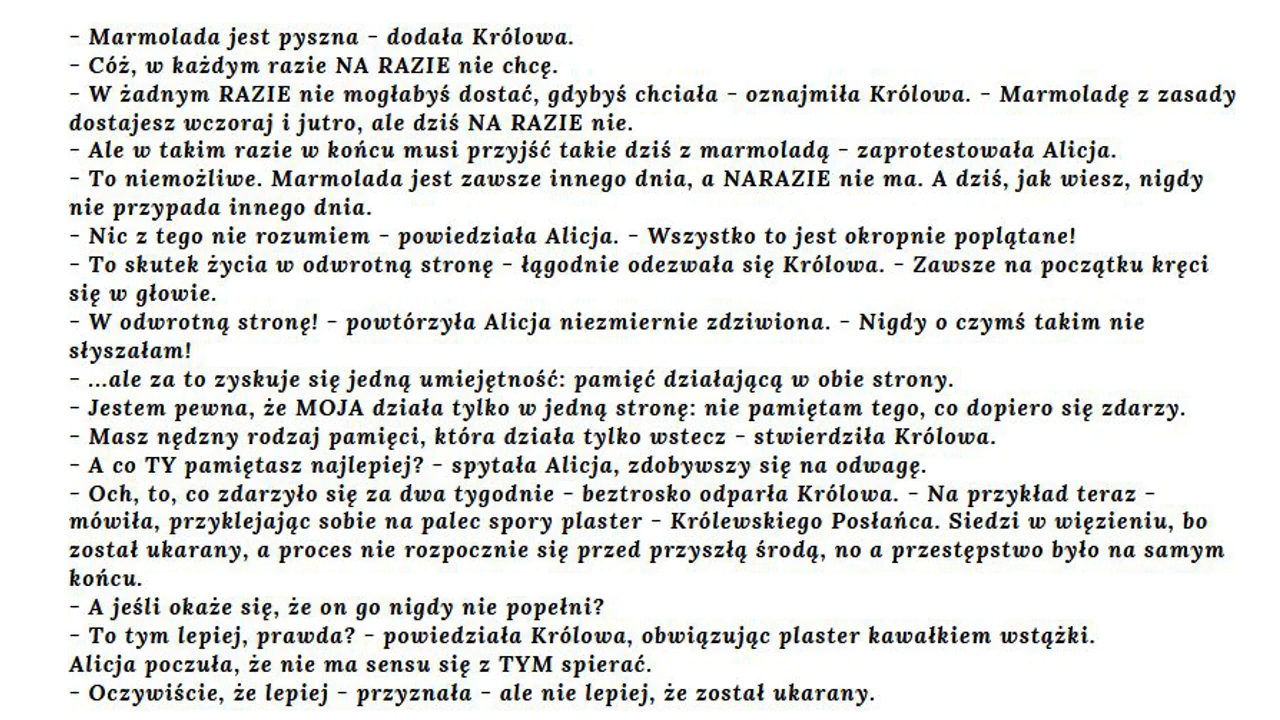 – Marmolada jest pyszna – dodała Królowa.
– Cóż, w każdym razie NA RAZIE nie chcę.
– W żadnym RAZIE nie mogłabyś dostać, gdybyś chciała – oznajmiła Królowa. – Marmoladę z zasady
dostajesz wczoraj i jutro, ale dziś NA RAZIE nie.
– Ale w takim razie w końcu musi przyjść takie dziś z marmoladą – zaprotestowała Alicja.
– To niemożliwe. Marmolada jest zawsze innego dnia, a NARAZIE nie ma. A dziś, jak wiesz, nigdy
nie przypada innego dnia.
– Nic z tego nie rozumiem – powiedziała Alicja. – Wszystko to jest okropnie poplątane!
– To skutek życia w odwrotną stronę – łągodnie odezwała się Królowa. – Zawsze na początku kręci
się w głowie.
– W odwrotną stronę! – powtórzyła Alicja niezmiernie zdziwiona. – Nigdy o czymś takim nie
słyszałam!
– ...ale za to zyskuje się jedną umiejętność: pamięć działającą w obie strony.
– Jestem pewna, że MOJA działa tylko w jedną stronę: nie pamiętam tego, co dopiero się zdarzy.
– Masz nędzny rodzaj pamięci, która działa tylko wstecz – stwierdziła Królowa.
– A co TY pamiętasz najlepiej? – spytała Alicja, zdobywszy się na odwagę.
– Och, to, co zdarzyło się za dwa tygodnie – beztrosko odparła Królowa. – Na przykład teraz –
mówiła, przyklejając sobie na palec spory plaster – Królewskiego Posłańca. Siedzi w więzieniu, bo
został ukarany, a proces nie rozpocznie się przed przyszłą środą, no a przestępstwo było na samym
końcu.
– A jeśli okaże się, że on go nigdy nie popełni?
– To tym lepiej, prawda? – powiedziała Królowa, obwiązując plaster kawałkiem wstążki.
Alicja poczuła, że nie ma sensu się z TYM spierać.
– Oczywiście, że lepiej – przyznała – ale nie lepiej, że został ukarany.